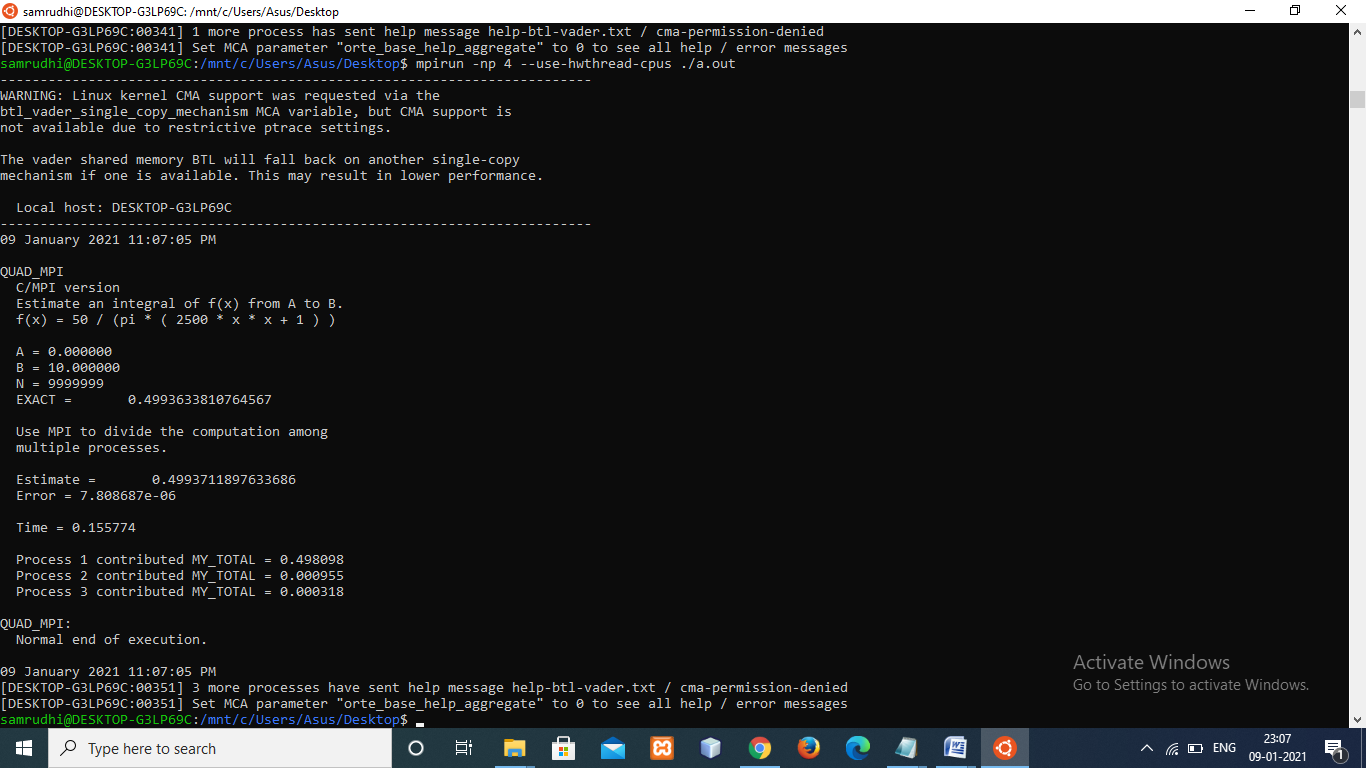 samrudhi@DESKTOP-G3LP69C: /mnt/c/Users/Asus/Desktop
[DESKTOP-G3LP69C:00341] 1 more process has sent help message help-btl-vader.txt / cma-permission-denied
[DESKTOP-G3LP69C:00341] Set MCA parameter "orte_base_help_aggregate" to 0 to see all help / error messages
samrudhi@DESKTOP-G3LP69C:/mnt/c/Users/Asus/Desktop$ mpirun -np 4 --use-hwthread-cpus ./a.out
--------------------------------------------------------------------------
WARNING: Linux kernel CMA support was requested via the
btl_vader_single_copy_mechanism MCA variable, but CMA support is
not available due to restrictive ptrace settings.

The vader shared memory BTL will fall back on another single-copy
mechanism if one is available. This may result in lower performance.

  Local host: DESKTOP-G3LP69C
--------------------------------------------------------------------------
09 January 2021 11:07:05 PM

QUAD_MPI
  C/MPI version
  Estimate an integral of f(x) from A to B.
  f(x) = 50 / (pi * ( 2500 * x * x + 1 ) )

  A = 0.000000
  B = 10.000000
  N = 9999999
  EXACT =       0.4993633810764567

  Use MPI to divide the computation among
  multiple processes.

  Estimate =       0.4993711897633686
  Error = 7.808687e-06

  Time = 0.155774

  Process 1 contributed MY_TOTAL = 0.498098
  Process 2 contributed MY_TOTAL = 0.000955
  Process 3 contributed MY_TOTAL = 0.000318

QUAD_MPI:
  Normal end of execution.

09 January 2021 11:07:05 PM
[DESKTOP-G3LP69C:00351] 3 more processes have sent help message help-btl-vader.txt / cma-permission-denied
[DESKTOP-G3LP69C:00351] Set MCA parameter "orte_base_help_aggregate" to 0 to see all help / error messages
samrudhi@DESKTOP-G3LP69C:/mnt/c/Users/Asus/Desktop$
Activate Windows
Go to Settings to activate Windows.
Type here to search
ENG
23:07
09-01-2021
1